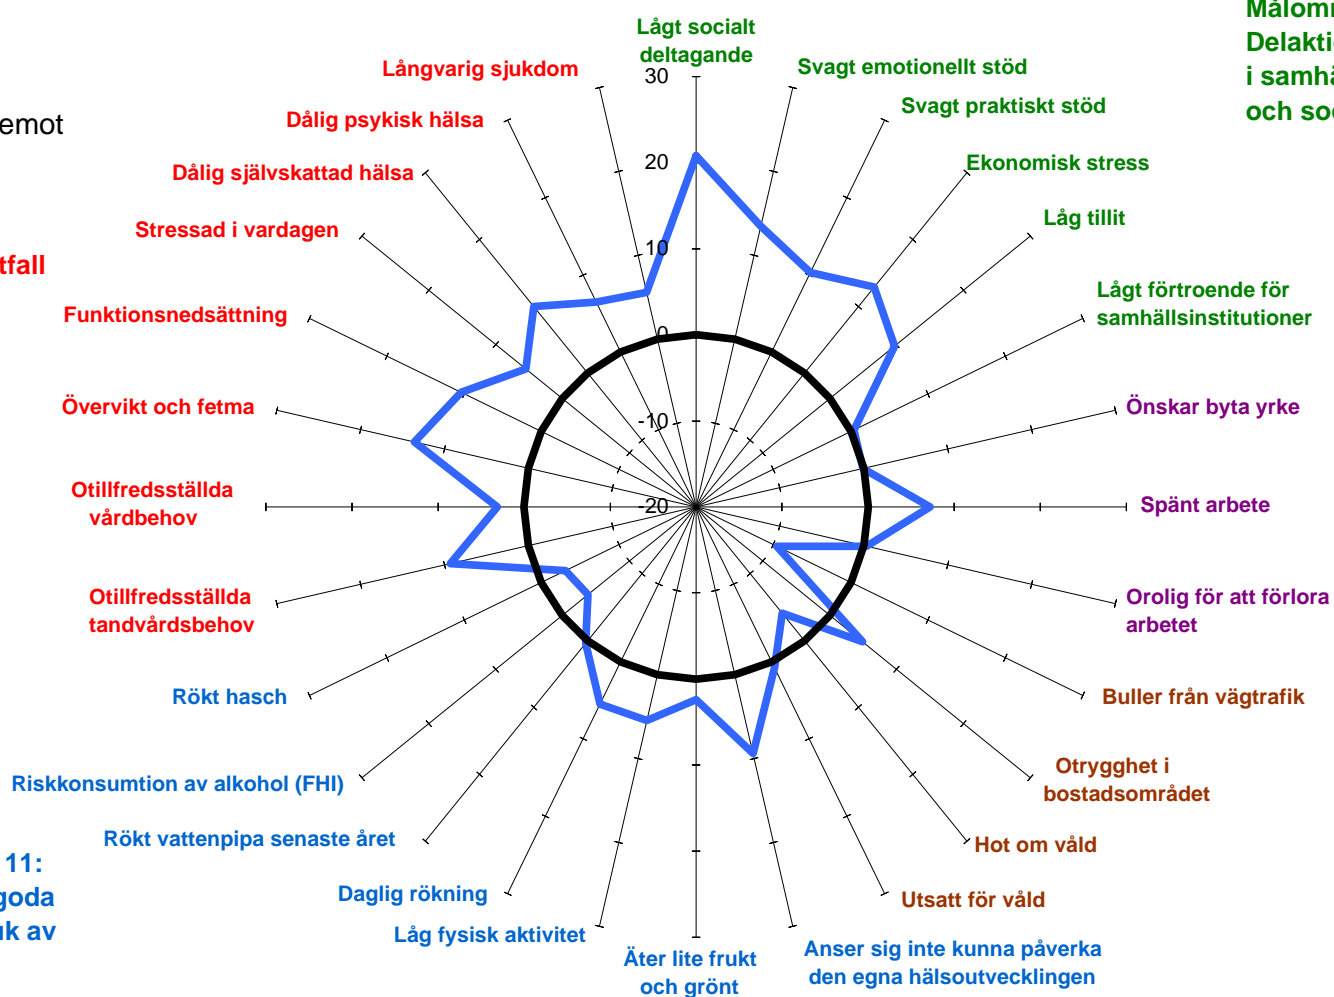 Målområde
Delaktighet
i samhället
och socialt
emot
tfall
Lågt socialt
deltagande
Svagt emotionellt stöd
Svagt praktiskt stöd
Ekonomisk stress
Låg tillit
Lågt förtroende för
samhällsinstitutioner
Önskar byta yrke
Spänt arbete
Orolig för att förlora
arbetet
Buller från vägtrafik
Otrygghet i
bostadsområdet
Hot om våld
Utsatt för våld
Anser sig inte kunna påverka
den egna hälsoutvecklingen
Äter lite frukt
och grönt
Låg fysisk aktivitet
Daglig rökning
Rökt vattenpipa senaste året
Riskkonsumtion av alkohol (FHI)
Rökt hasch
Otillfredsställda
tandvårdsbehov
Otillfredsställda
vårdbehov
Övervikt och fetma
Funktionsnedsättning
Stressad i vardagen
Dålig självskattad hälsa
Dålig psykisk hälsa
Långvarig sjukdom
30
20
10
0
-10
-20
11:
goda
uk av